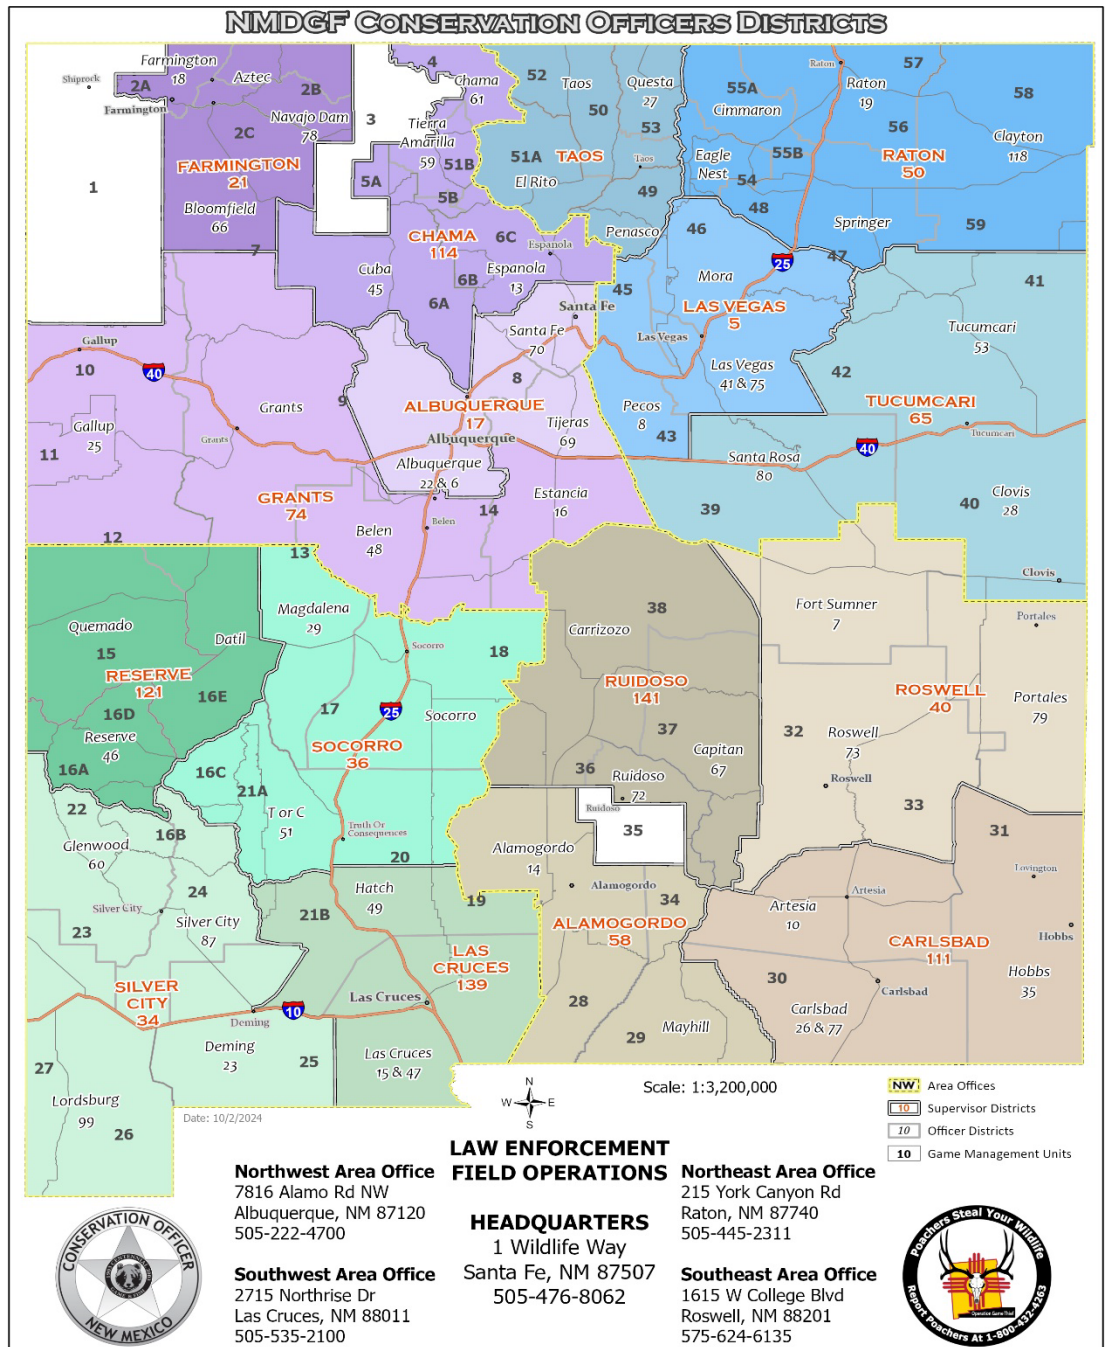 NMDGF Conservation Officers Districts
Shiprock
Farmington
18
Aztec
2A
2B
Farmington
Navajo Dam
78
2C
FARMINGTON
21
Bloomfield
66
1
3
4
Chama
61
Tierra
Amarilla
59
51B
5A
5B
CHAMA
114
6C
Espanola
Cuba
45
6B
Espanola
13
6A
7
52
Taos
Questa
27
50
53
51A
TAOS
Taos
El Rito
49
Penasco
Raton
57
55A
Cimmaron
Raton
19
58
56
Clayton
118
Eagle
Nest
55B
RATON
50
54
48
Springer
59
46
25
47
Mora
45
LAS VEGAS
5
Las Vegas
Las Vegas
41 & 75
Pecos
8
43
41
Tucumcari
53
42
TUCUMCARI
65
Tucumcari
40
Santa Rosa
80
39
40
Clovis
28
Clovis
Gallup
10
40
Grants
9
Gallup
25
Grants
11
GRANTS
74
12
Belen
48
Belen
14
Estancia
16
13
Santa Fe
Santa Fe
70
8
ALBUQUERQUE
17
Albuquerque
Tijeras
69
Albuquerque
22 & 6
Quemado
Datil
15
RESERVE
121
16E
16D
Reserve
46
16A
Magdalena
29
Socorro
18
17
25
Socorro
SOCORRO
36
16C
21A
T or C
51
Truth Or
Consequences
20
38
Carrizozo
RUIDOSO
141
37
Capitan
67
36
Ruidoso
72
Ruidoso
35
Fort Sumner
7
Portales
ROSWELL
40
Portales
79
32
Roswell
73
Roswell
33
22
16B
Glenwood
60
24
Silver City
Silver City
87
23
SILVER
CITY
34
10
Deming
Deming
23
25
27
Lordsburg
99
26
Hatch
49
21B
19
LAS
CRUCES
139
Las Cruces
Las Cruces
15 & 47
Alamogordo
14
Alamogordo
34
ALAMOGORDO
58
28
29
Mayhill
31
Lovington
Artesia
Artesia
10
CARLSBAD
111
Hobbs
30
Carlsbad
Hobbs
35
Carlsbad
26 & 77
Date: 10/2/2024
N
W
E
S
Scale: 1:3,200,000
NW Area Offices
10 Supervisor Districts
10 Officer Districts
10 Game Management Units
LAW ENFORCEMENT
FIELD OPERATIONS
HEADQUARTERS
1 Wildlife Way
Santa Fe, NM 87507
505-476-8062
Northwest Area Office
7816 Alamo Rd NW
Albuquerque, NM 87120
505-222-4700
Southwest Area Office
2715 Northrise Dr
Las Cruces, NM 88011
505-535-2100
Northeast Area Office
215 York Canyon Rd
Raton, NM 87740
505-445-2311
Southeast Area Office
1615 W College Blvd
Roswell, NM 88201
575-624-6135
CONSERVATION OFFICER
NEW MEXICO
Poachers Steal Your Wildlife
Operation Game Thief
Report Poachers At 1-800-432-4263